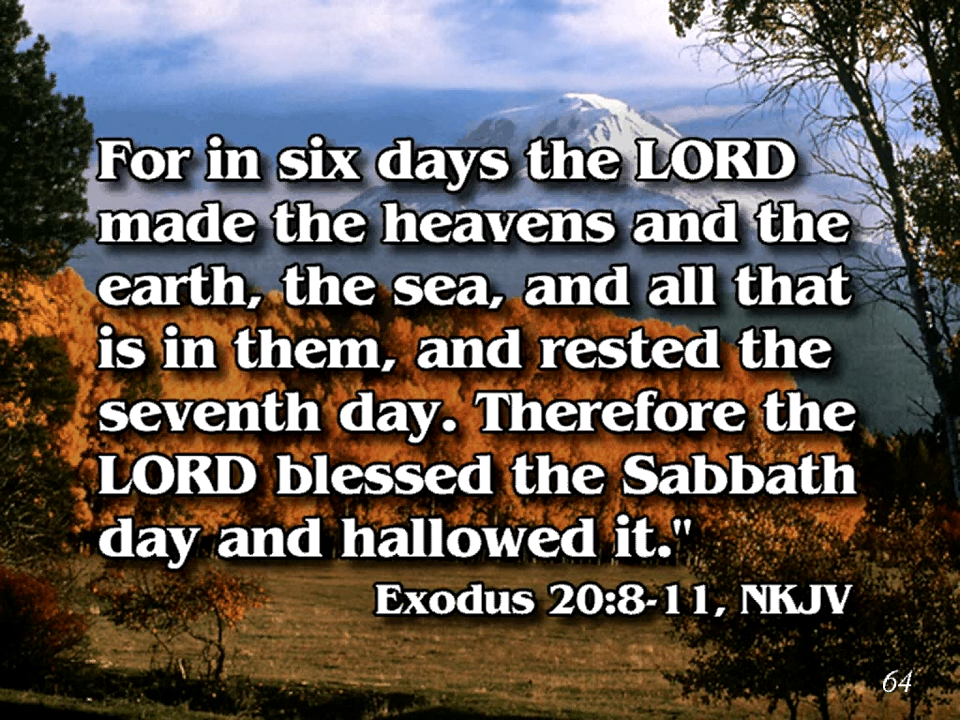 For in six days the LORD
made the heavens and the
earth, the sea, and all that
is in them, and rested the
seventh day. Therefore the
LORD blessed the Sabbath
day and hallowed it."
Exodus 20:8-11, NKJV
64